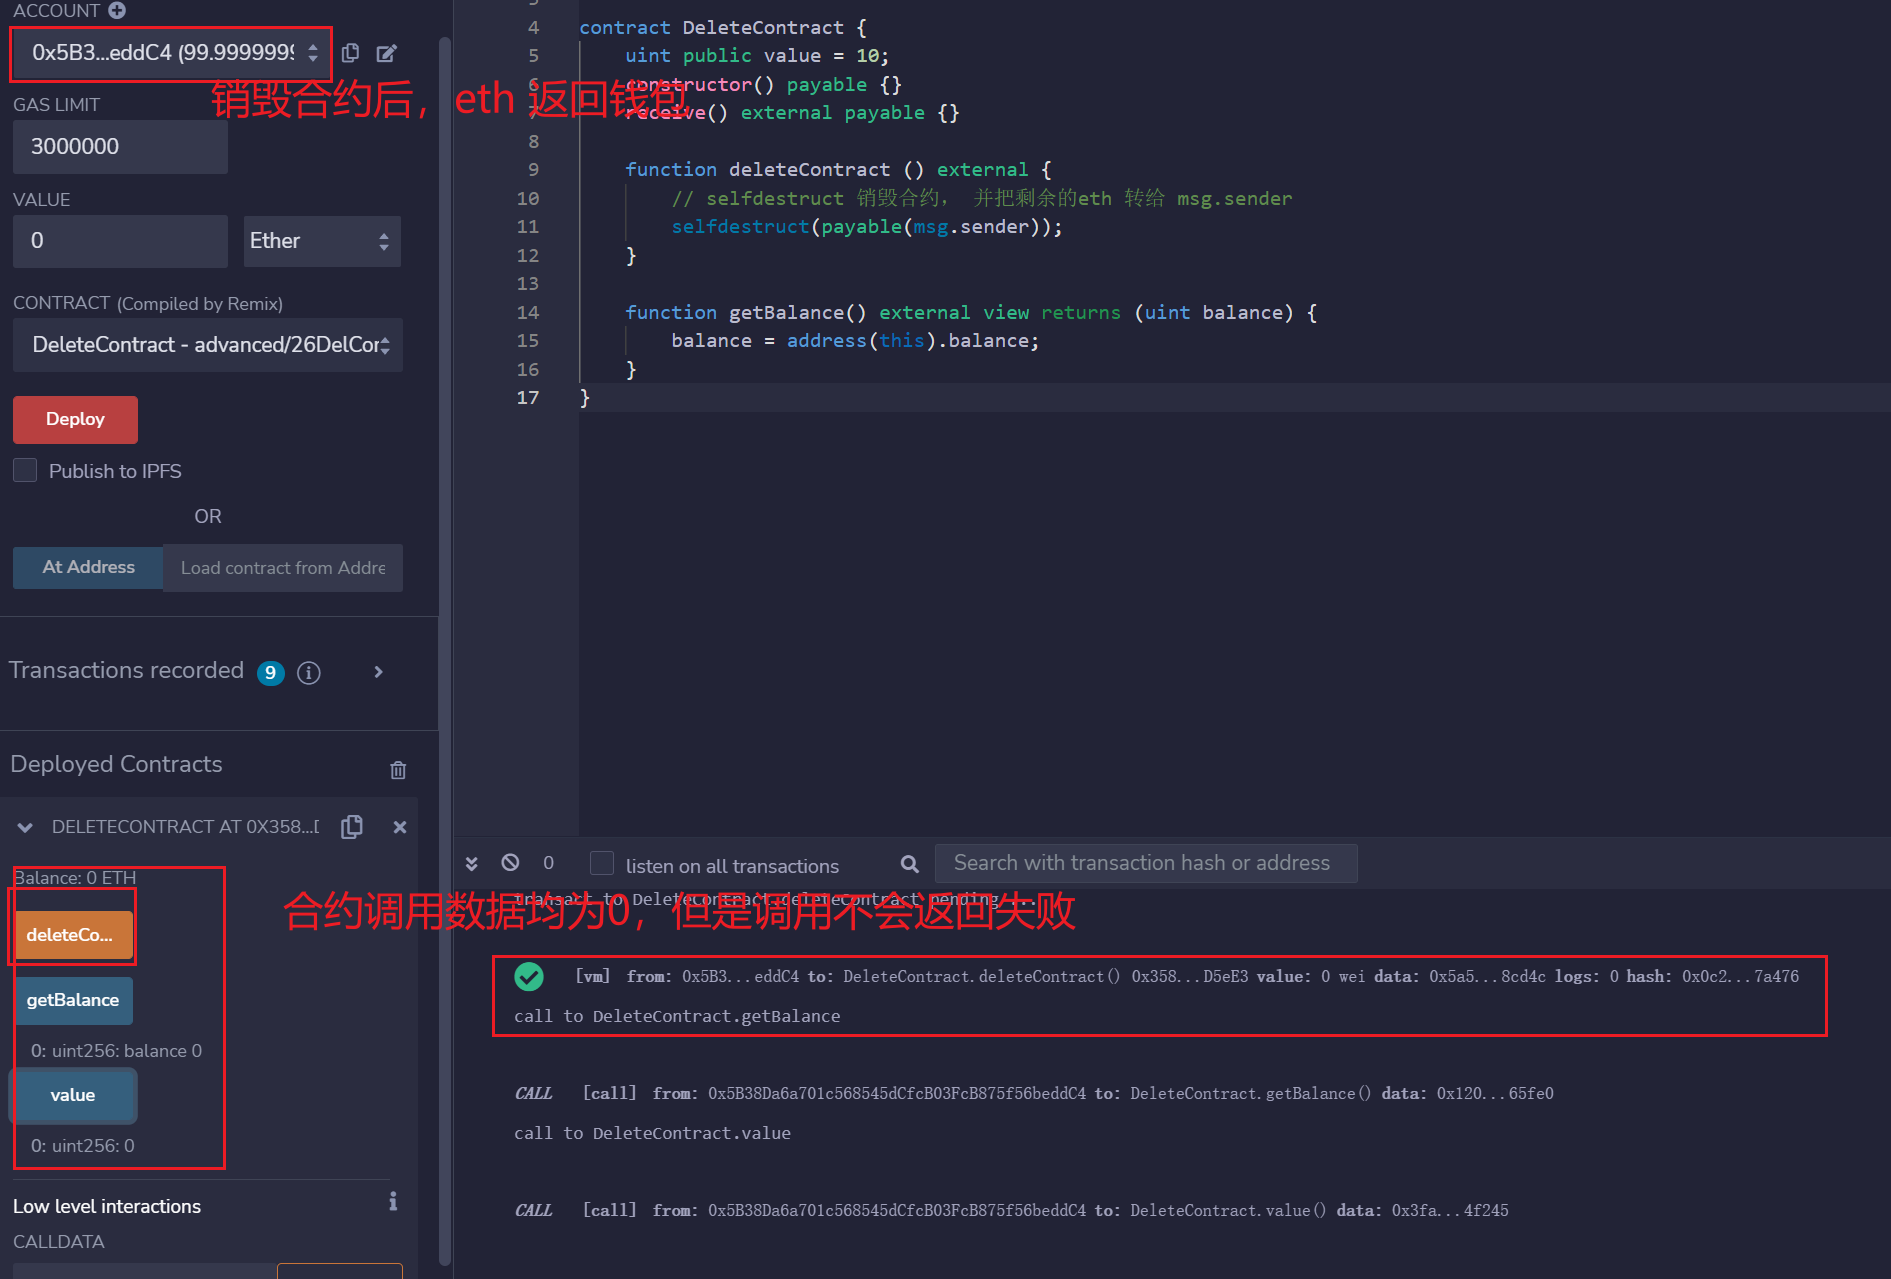 ACCOUNT
0x5B3...eddC4 (99.9999999
销毁合约后，eth 返回钱包
GAS LIMIT
3000000
VALUE
0
Ether
CONTRACT (Compiled by Remix)
DeleteContract - advanced/26DelCor
Deploy
Publish to IPFS
OR
At Address
Load contract from Addre
Transactions recorded 9
Deployed Contracts
DELETECONTRACT AT 0X358...
Balance: 0 ETH
deleteCo...
getBalance
0: uint256: balance 0
value
0: uint256: 0
Low level interactions
CALLDATA
4 contract DeleteContract {
5 uint public value = 10;
6 constructor() payable {}
7 receive() external payable {}
8
9 function deleteContract () external {
10 // selfdestruct 销毁合约， 并把剩余的eth 转给 msg.sender
11 selfdestruct(payable(msg.sender));
12 }
13
14 function getBalance() external view returns (uint balance) {
15 balance = address(this).balance;
16 }
17 }
0
listen on all transactions
Search with transaction hash or address
transact to DeleteContract.deleteContract pending ...
合约调用数据均为0，但是调用不会返回失败
[vm] from: 0x5B3...eddC4 to: DeleteContract.deleteContract() 0x358...D5eB3 value: 0 wei data: 0x5a5...8cd4c logs: 0 hash: 0x0c2...7a476
call to DeleteContract.getBalance
CALL [call] from: 0x5B38Da6a701c568545dCfcB03FcB875f56beddC4 to: DeleteContract.getBalance() data: 0x120...65fe0
call to DeleteContract.value
CALL [call] from: 0x5B38Da6a701c568545dCfcB03FcB875f56beddC4 to: DeleteContract.value() data: 0x3fa...4f245